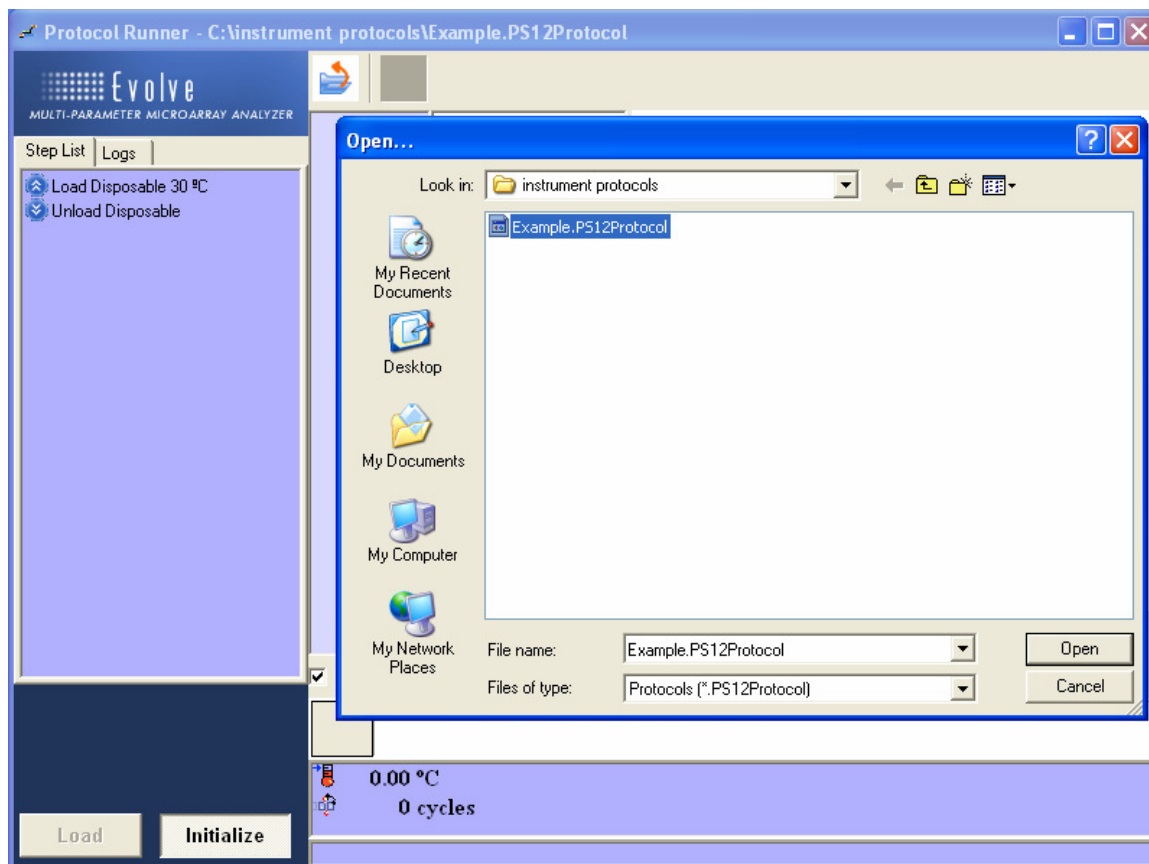 Protocol Runner - C:\instrument protocols\Example.PS12Protocol
Evolve
MULTI-PARAMETER MICROARRAY ANALYZER
Step List
Logs
Load Disposable 30 ºC
Unload Disposable
Open...
Look in:
instrument protocols
Example.PS12Protocol
My Recent
Documents
Desktop
My Documents
My Computer
My Network
Places
File name:
Example.PS12Protocol
Open
Files of type:
Protocols (*.PS12Protocol)
Cancel
0.00 ºC
0 cycles
Load
Initialize